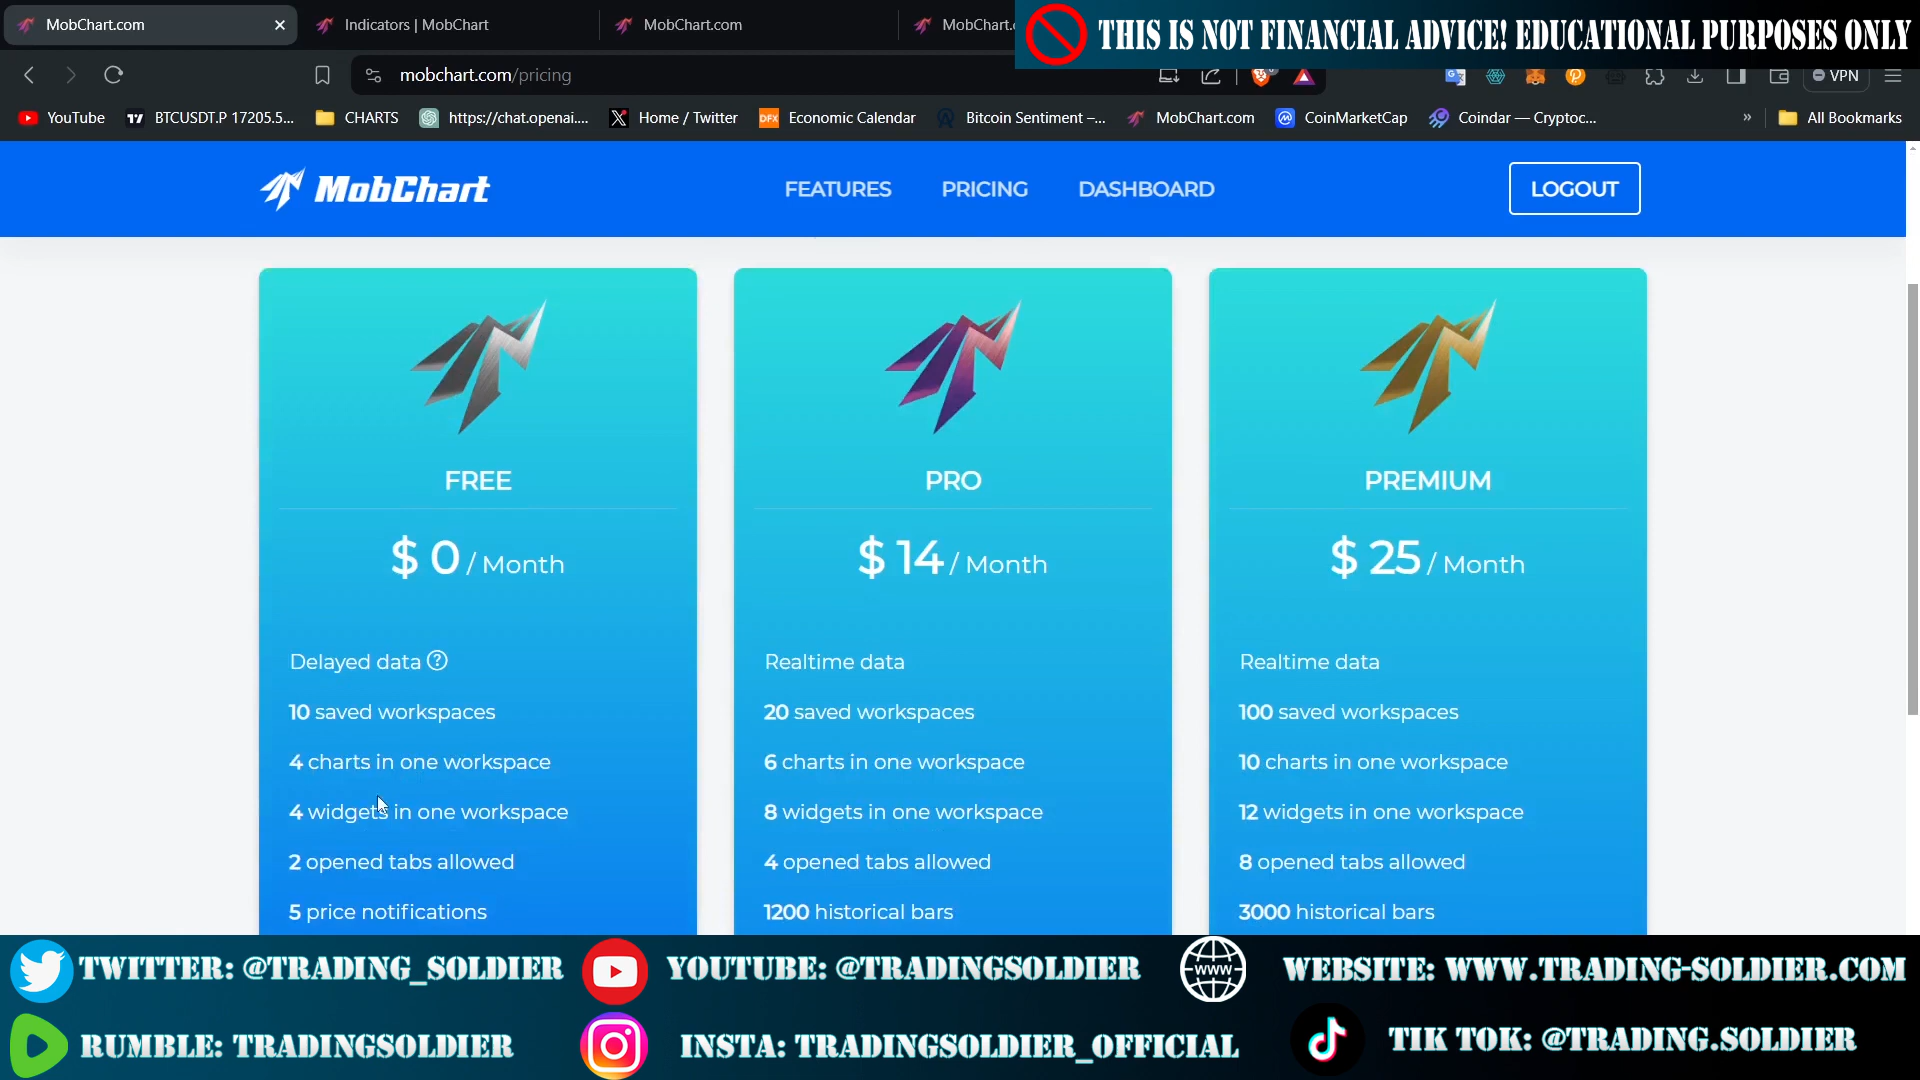 MobChart.com
Indicators | MobChart
MobChart.com
MobChart.c
THIS IS NOT FINANCIAL ADVICE! EDUCATIONAL PURPOSES ONLY
mobchart.com/pricing
VPN
YouTube
BTCUSDT.P 17205.5...
CHARTS
https://chat.openai....
Home / Twitter
Economic Calendar
Bitcoin Sentiment –...
MobChart.com
CoinMarketCap
Coindar — Cryptoc...
»
All Bookmarks
MobChart
FEATURES
PRICING
DASHBOARD
LOGOUT
FREE
$ 0 / Month
Delayed data ?
10 saved workspaces
4 charts in one workspace
4 widgets in one workspace
2 opened tabs allowed
5 price notifications
PRO
$ 14 / Month
Realtime data
20 saved workspaces
6 charts in one workspace
8 widgets in one workspace
4 opened tabs allowed
1200 historical bars
PREMIUM
$ 25 / Month
Realtime data
100 saved workspaces
10 charts in one workspace
12 widgets in one workspace
8 opened tabs allowed
3000 historical bars
TWITTER: @TRADING_SOLDIER
YOUTUBE: @TRADINGSOLDIER
WWW
WEBSITE: WWW.TRADING-SOLDIER.COM
RUMBLE: TRADINGSOLDIER
INSTA: TRADINGSOLDIER_OFFICIAL
TIK TOK: @TRADING.SOLDIER